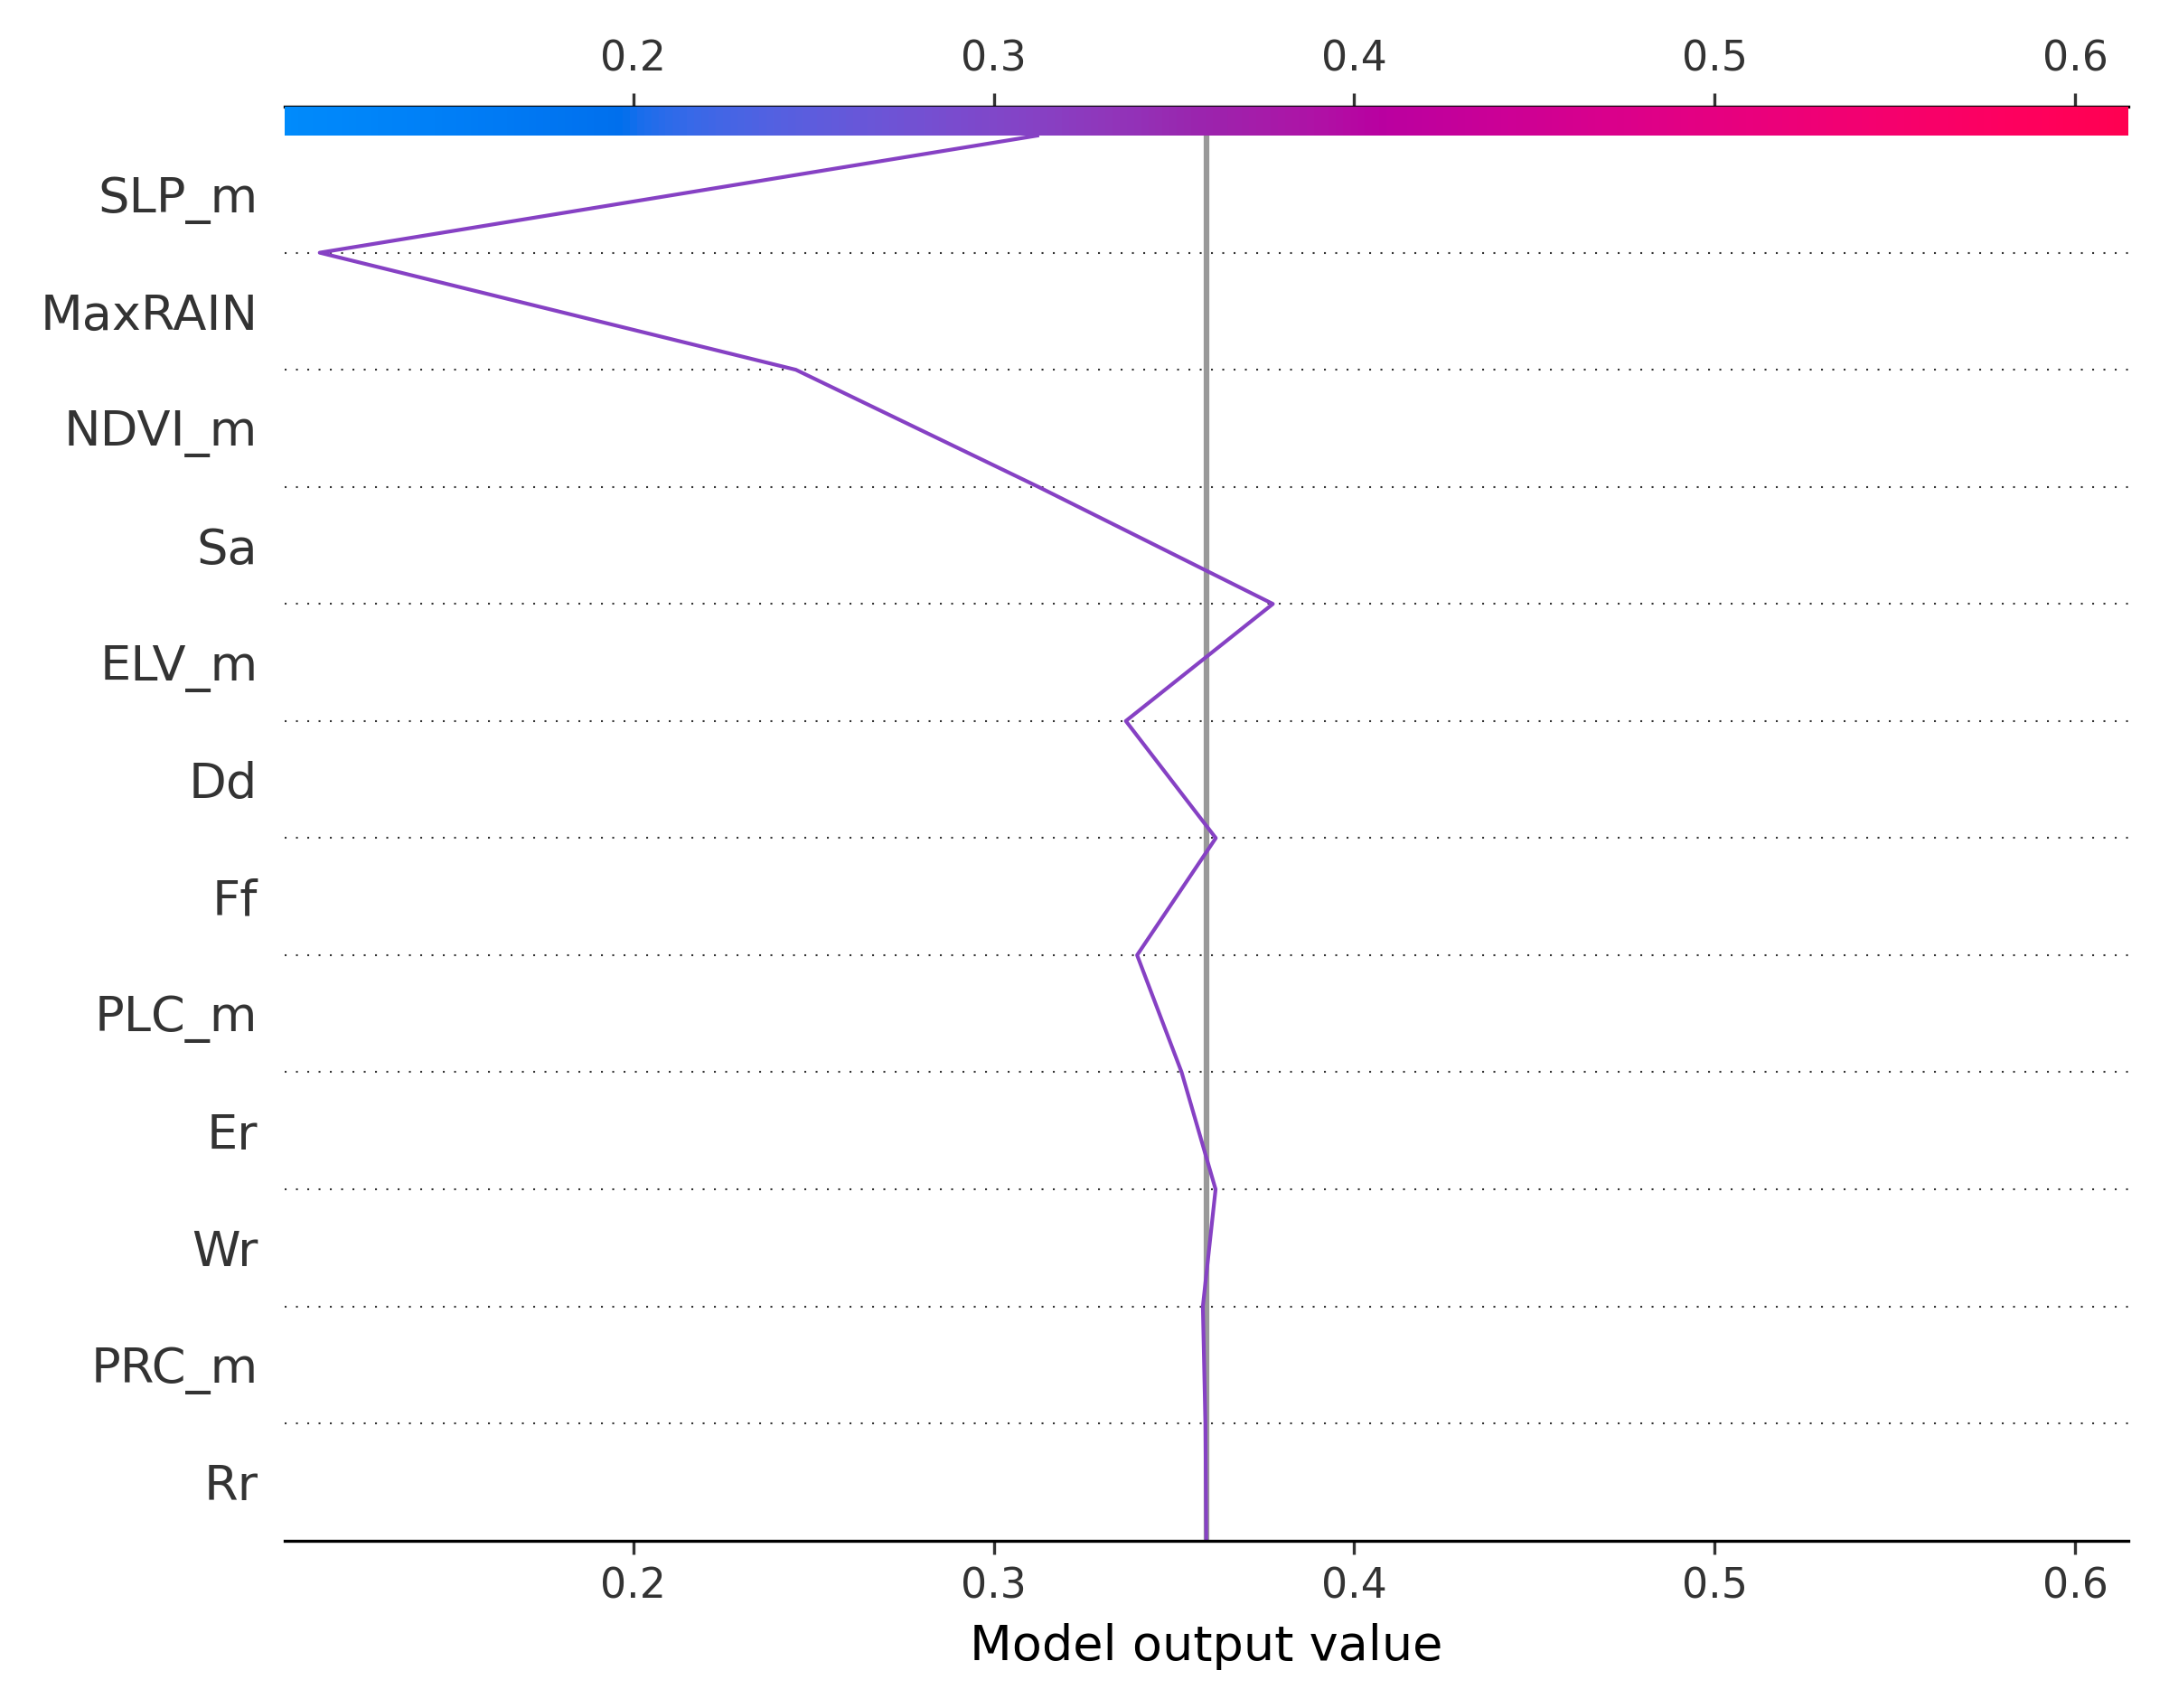 0.2 0.3 0.4 0.5 0.6
SLP_m
MaxRAIN
NDVI_m
Sa
ELV_m
Dd
Ff
PLC_m
Er
Wr
PRC_m
Rr
0.2 0.3 0.4 0.5 0.6
Model output value